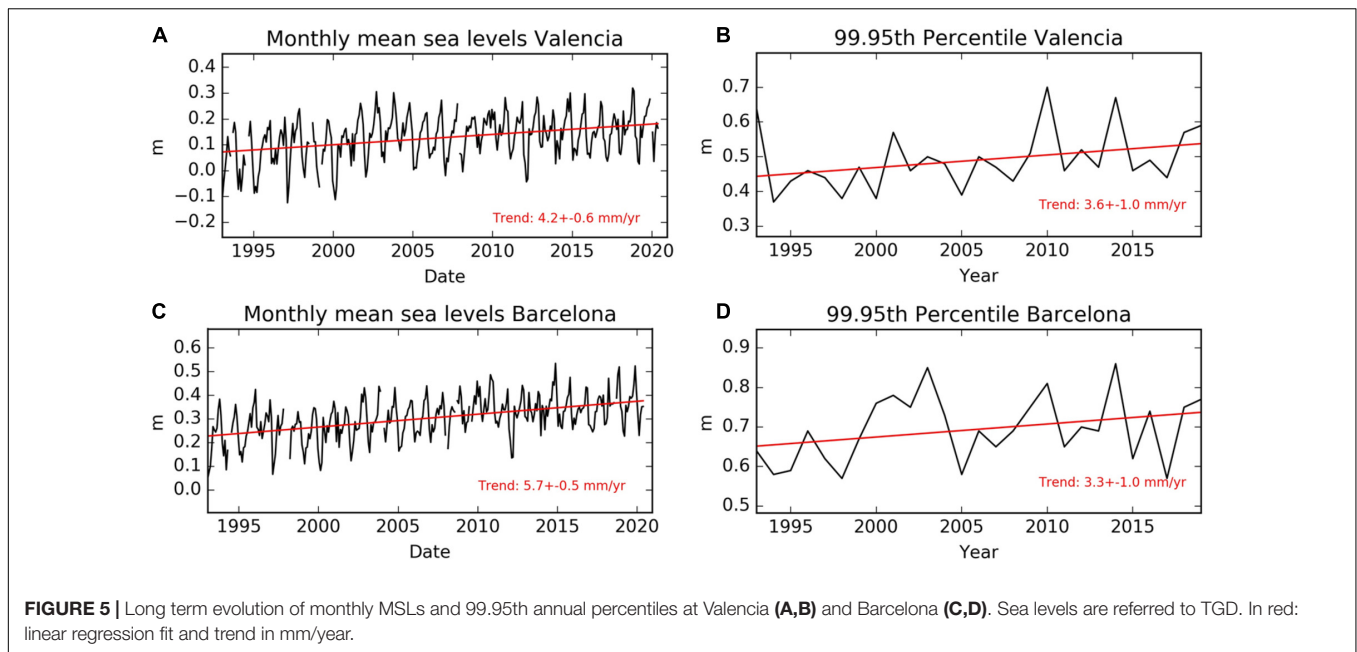 A
Monthly mean sea levels Valencia
0.4
0.3
0.2
0.1
0.0
−0.1
−0.2
m
Trend: 4.2+-0.6 mm/yr
1995 2000 2005 2010 2015 2020
Date
B
99.95th Percentile Valencia
0.7
0.6
0.5
0.4
0.3
m
Trend: 3.6+-1.0 mm/yr
1995 2000 2005 2010 2015
Year
C
Monthly mean sea levels Barcelona
0.6
0.5
0.4
0.3
0.2
0.1
0.0
m
Trend: 5.7+-0.5 mm/yr
1995 2000 2005 2010 2015 2020
Date
D
99.95th Percentile Barcelona
0.9
0.8
0.7
0.6
0.5
m
Trend: 3.3+-1.0 mm/yr
1995 2000 2005 2010 2015
Year
FIGURE 5 | Long term evolution of monthly MSLs and 99.95th annual percentiles at Valencia (A,B) and Barcelona (C,D). Sea levels are referred to TGD. In red:
linear regression fit and trend in mm/year.